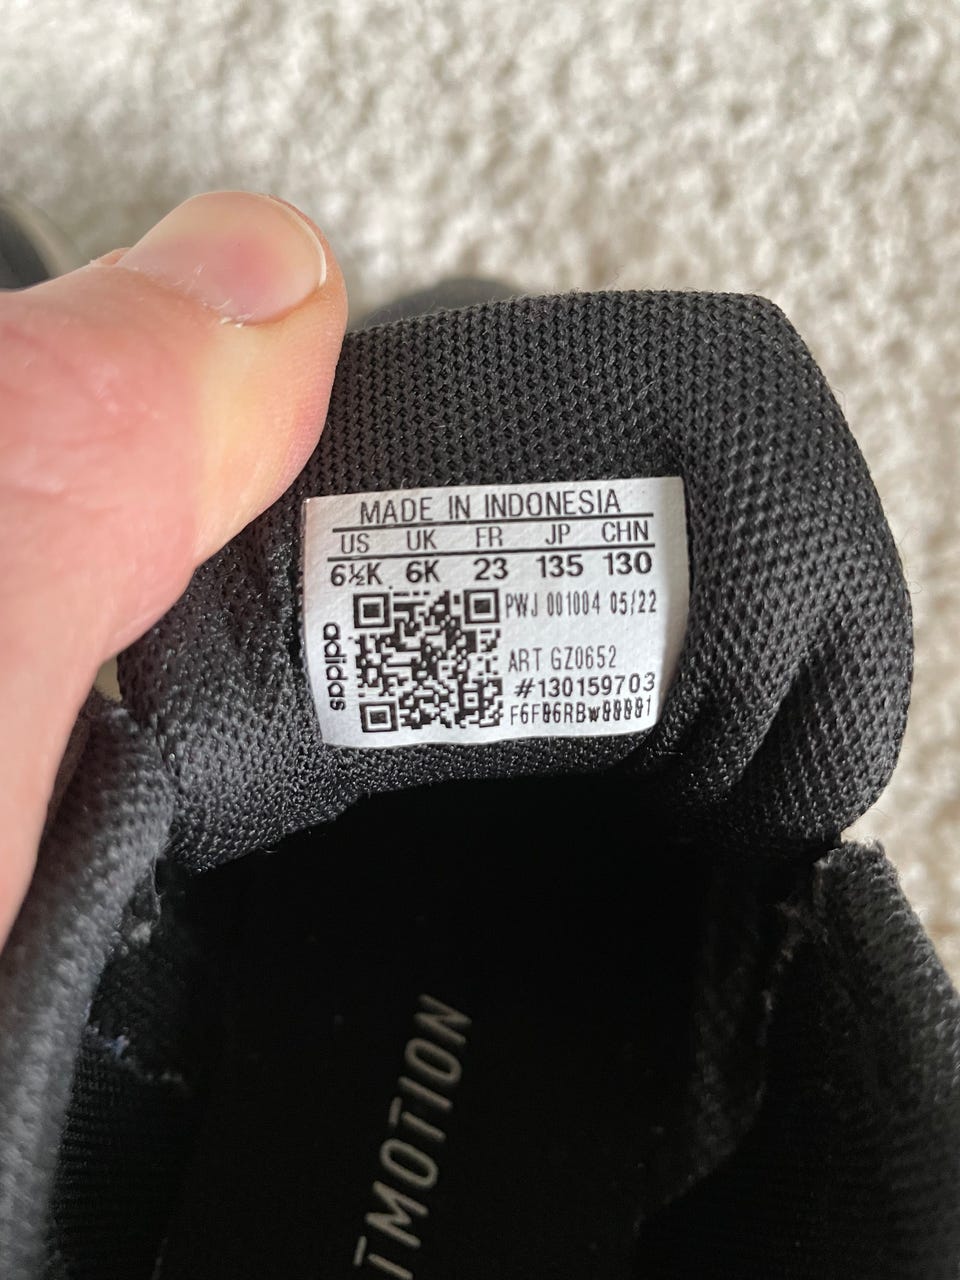 MADE IN INDONESIA
US UK FR JP CHN
6½K 6K 23 135 130
PWJ 001004 05/22
ART GZ0652
#130159703
adidas
TMOTION